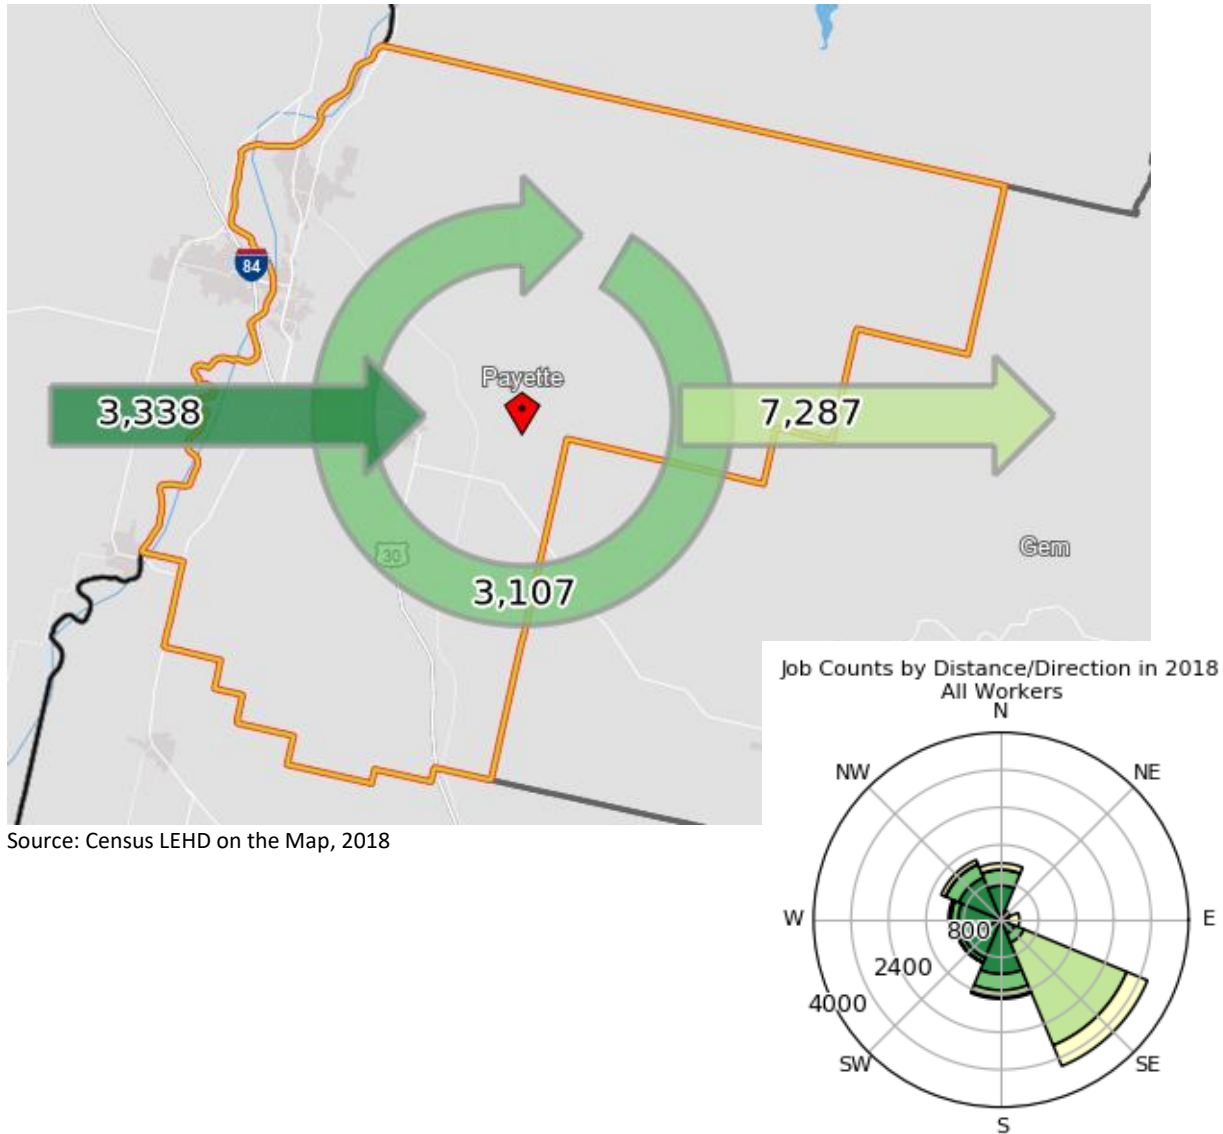 84
Payette
3,338
7,287
30
Gem
3,107
Source: Census LEHD on the Map, 2018
Job Counts by Distance/Direction in 2018
All Workers
N
NW
NE
W
E
800
2400
4000
SW
SE
S